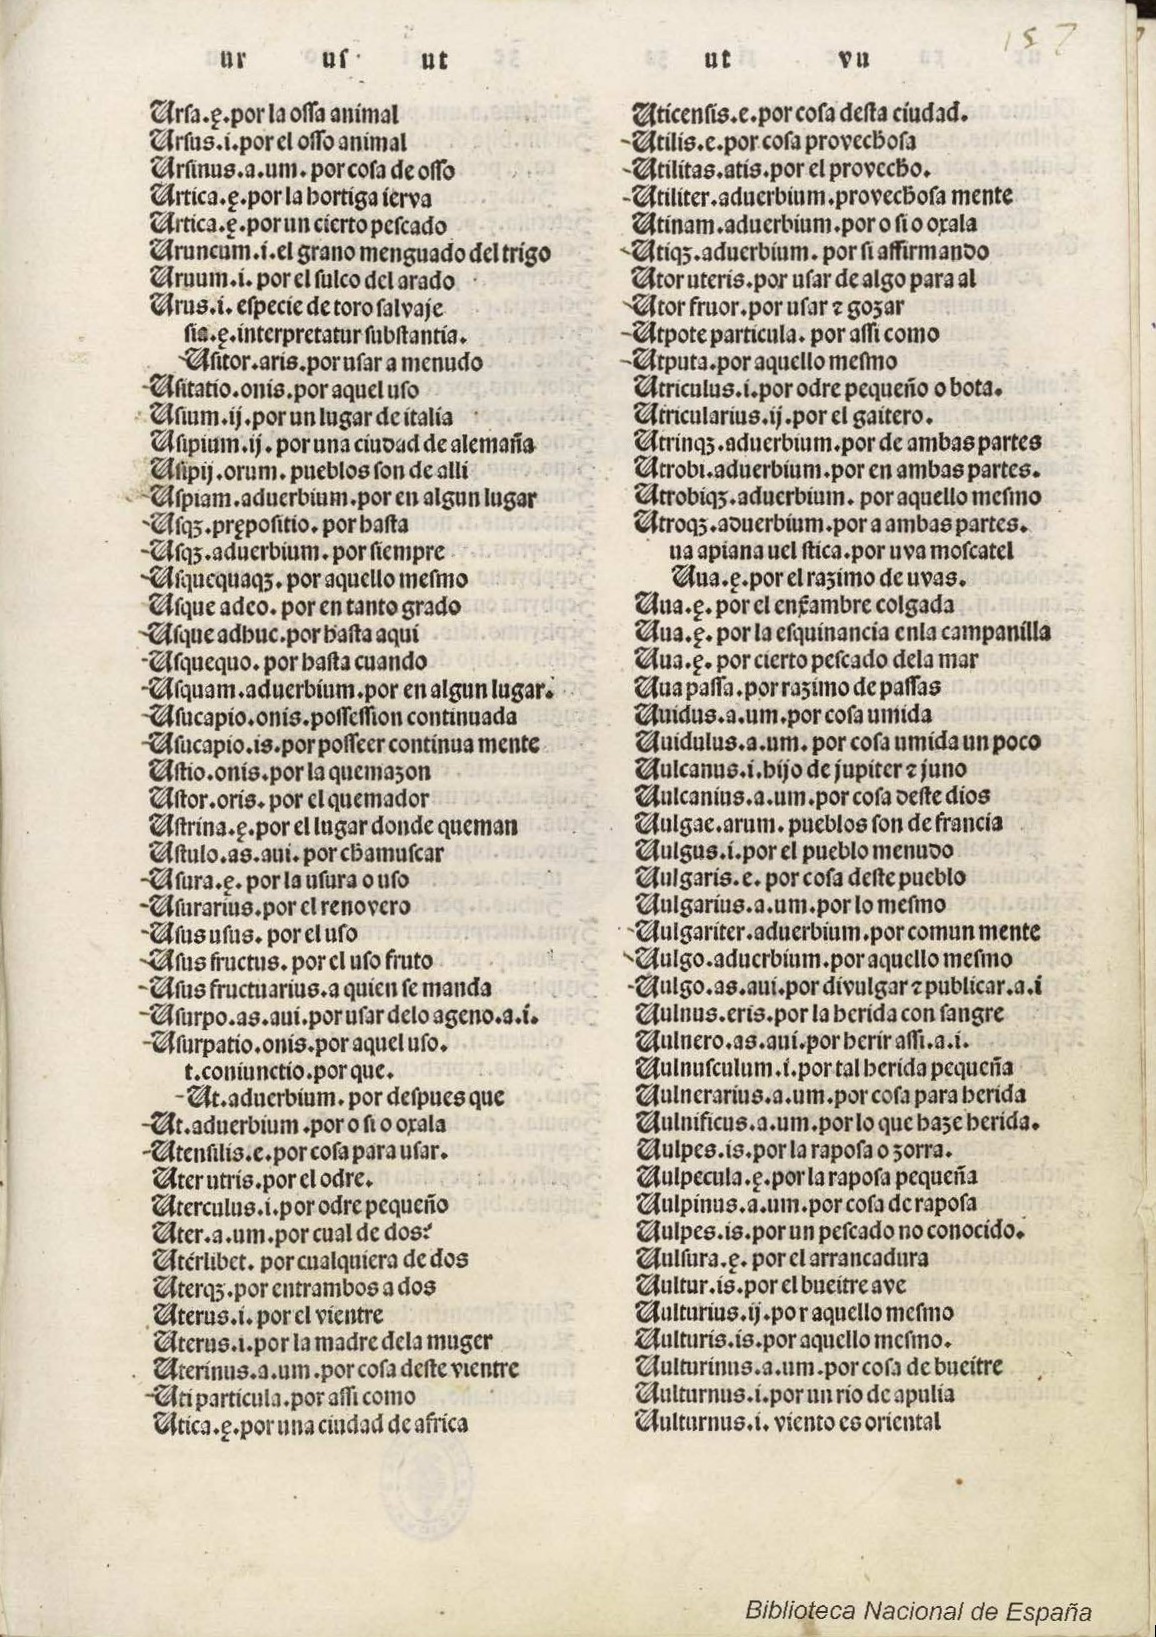 ur us ut
Ursa.ę.por la ossa animal
Ursus.i.por el osso animal
Ursinus.a.um.por cosa de osso
Urtica.ę.por la hortiga ierva
Urtica.ę.por un cierto pescado
Uruncum.i.el grano menguado del trigo
Uruum.i.por el sulco del arado
Urus.i.especie de toro salvaje
sia.ę.interpretatur substantia.
Usitor.aris.por usar a menudo
Usitatio.onis.por aquel uso
Usium.ij.por un lugar de italia
Usipium.ij.por una ciudad de alemaña
Usipij.orum.pueblos son de alli
Uspiam.aduerbium.por en algun lugar
Usqꝫ.prępositio.por hasta
Usqꝫ.aduerbium.por siempre
Usquequaqꝫ.por aquello mesmo
Usque adeo.por en tanto grado
Usque adhuc.por hasta aqui
Usquequo.por hasta cuando
Usquam.aduerbium.por en algun lugar.
Usucapio.onis.possession continuada
Usucapio.is.por posseer continua mente
Ustio.onis.por la quemazon
Ustor.oris.por el quemador
Ustrina.ę.por el lugar donde queman
Ustulo.as.aui.por chamuscar
Usura.ę.por la usura o uso
Usurarius.por el renovero
Usus usus.por el uso
Usus fructus.por el uso fruto
Usus fructuarius.a quien se manda
Usurpo.as.aui.por usar delo ageno.a.i.
Usurpatio.onis.por aquel uso.
t.coniunctio.por que.
Ut.aduerbium.por despues que
Ut.aduerbium.por o si o oxala
Utensilis.e.por cosa para usar.
Uter utris.por el odre.
Uterculus.i.por odre pequeño
Uter.a.um.por cual de dos?
Uterlibet.por cualquiera de dos
Uterqꝫ.por entrambos a dos
Uterus.i.por el vientre
Uterus.i.por la madre dela muger
Uterinus.a.um.por cosa deste vientre
Uti particula.por assi como
Utica.ę.por una ciudad de africa
ut vu
157
Uticensis.e.por cosa desta ciudad.
Utilis.e.por cosa provechosa
Utilitas.atis.por el provecho.
Utiliter.aduerbium.provechosa mente
Utinam.aduerbium.por o si o oxala
Utiqꝫ.aduerbium.por si affirmando
Utor uteris.por usar de algo para al
Utor fruor.por usar ⁊ gozar
Utpote particula.por assi como
Utputa.por aquello mesmo
Utriculus.i.por odre pequeño o bota.
Utricularius.ij.por el gaitero.
Utrinqꝫ.aduerbium.por de ambas partes
Utrobi.aduerbium.por en ambas partes.
Utrobiqꝫ.aduerbium.por aquello mesmo
Utroqꝫ.aduerbium.por a ambas partes.
ua apiana uel stica.por uva moscatel
Uua.ę.por el razimo de uvas.
Uua.ę.por el enxambre colgada
Uua.ę.por la esquinancia enla campanilla
Uua.ę.por cierto pescado dela mar
Uua passa.por razimo de passas
Uuidus.a.um.por cosa umida
Uuidulus.a.um.por cosa umida un poco
Uulcanus.i.hijo de jupiter ⁊ juno
Uulcanius.a.um.por cosa deste dios
Uulgae.arum.pueblos son de francia
Uulgus.i.por el pueblo menudo
Uulgaris.e.por cosa deste pueblo
Uulgarius.a.um.por lo mesmo
Uulgariter.aduerbium.por comun mente
Uulgo.aduerbium.por aquello mesmo
Uulgo.as.aui.por divulgar ⁊ publicar.a.i
Uulnus.eris.por la herida con sangre
Uulnero.as.aui.por herir assi.a.i.
Uulnusculum.i.por tal herida pequeña
Uulnerarius.a.um.por cosa para herida
Uulnificus.a.um.por lo que haze herida.
Uulpes.is.por la raposa o zorra.
Uulpecula.ę.por la raposa pequeña
Uulpinus.a.um.por cosa de raposa
Uulpes.is.por un pescado no conocido.
Uulsura.ę.por el arrancadura
Uultur.is.por el bueitre ave
Uulturius.ij.por aquello mesmo
Uulturis.is.por aquello mesmo.
Uulturinus.a.um.por cosa de bueitre
Uulturnus.i.por un rio de apulia
Uulturnus.i.viento es oriental
Biblioteca Nacional de España